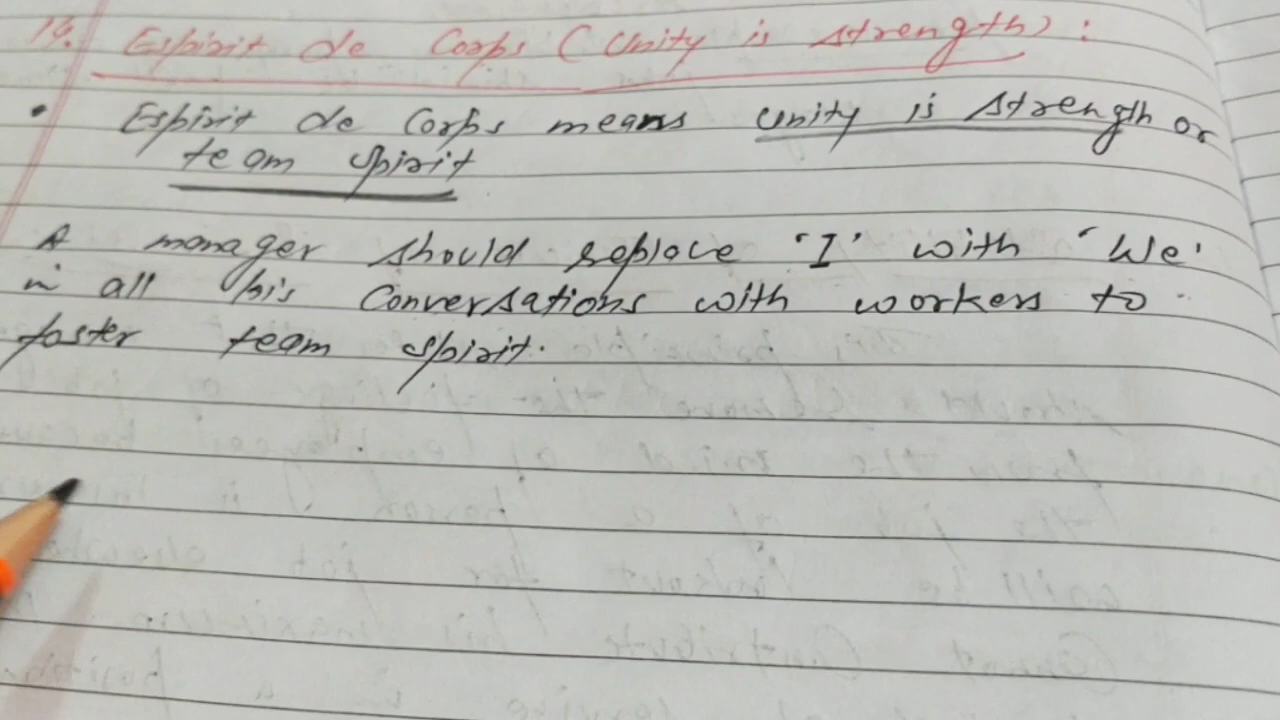 14. Espirit de Corps (Unity is strength):
• Espirit de Corps means unity is strength or
team spirit
A manager should replace 'I' with 'We'
in all his Conversations with workers to
foster team spirit.